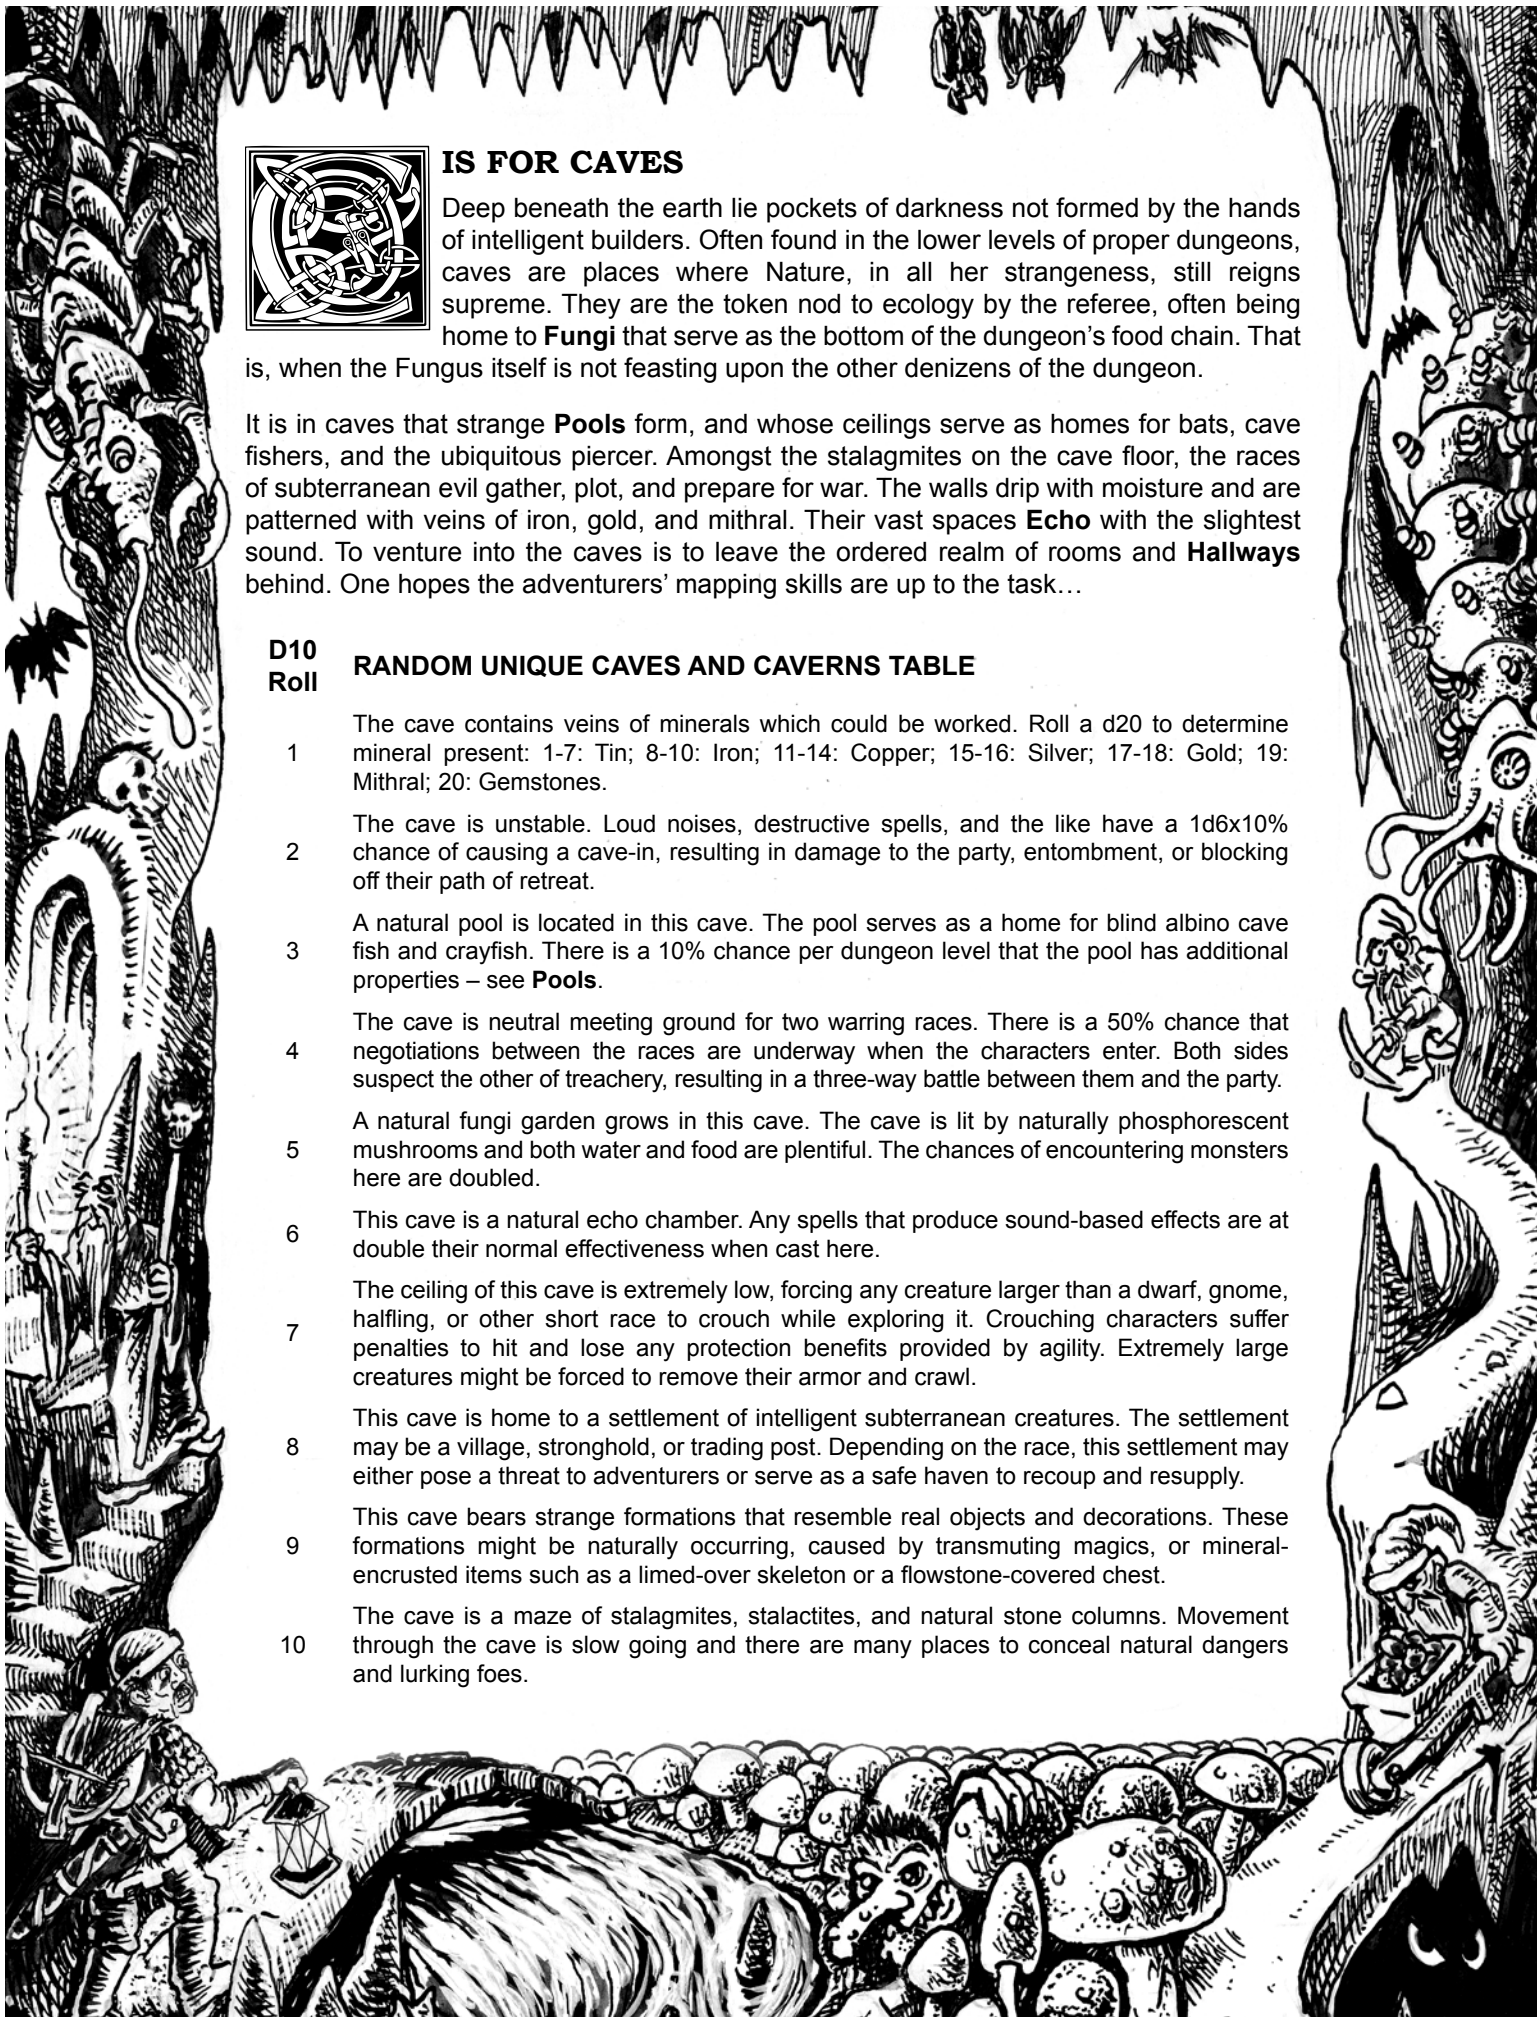 C IS FOR CAVES
Deep beneath the earth lie pockets of darkness not formed by the hands
of intelligent builders. Often found in the lower levels of proper dungeons,
caves are places where Nature, in all her strangeness, still reigns
supreme. They are the token nod to ecology by the referee, often being
home to Fungi that serve as the bottom of the dungeon’s food chain. That
is, when the Fungus itself is not feasting upon the other denizens of the dungeon.
It is in caves that strange Pools form, and whose ceilings serve as homes for bats, cave
fishers, and the ubiquitous piercer. Amongst the stalagmites on the cave floor, the races
of subterranean evil gather, plot, and prepare for war. The walls drip with moisture and are
patterned with veins of iron, gold, and mithral. Their vast spaces Echo with the slightest
sound. To venture into the caves is to leave the ordered realm of rooms and Hallways
behind. One hopes the adventurers’ mapping skills are up to the task…
D10
Roll
RANDOM UNIQUE CAVES AND CAVERNS TABLE
1
The cave contains veins of minerals which could be worked. Roll a d20 to determine
mineral present: 1-7: Tin; 8-10: Iron; 11-14: Copper; 15-16: Silver; 17-18: Gold; 19:
Mithral; 20: Gemstones.
2
The cave is unstable. Loud noises, destructive spells, and the like have a 1d6x10%
chance of causing a cave-in, resulting in damage to the party, entombment, or blocking
off their path of retreat.
3
A natural pool is located in this cave. The pool serves as a home for blind albino cave
fish and crayfish. There is a 10% chance per dungeon level that the pool has additional
properties – see Pools.
4
The cave is neutral meeting ground for two warring races. There is a 50% chance that
negotiations between the races are underway when the characters enter. Both sides
suspect the other of treachery, resulting in a three-way battle between them and the party.
5
A natural fungi garden grows in this cave. The cave is lit by naturally phosphorescent
mushrooms and both water and food are plentiful. The chances of encountering monsters
here are doubled.
6
This cave is a natural echo chamber. Any spells that produce sound-based effects are at
double their normal effectiveness when cast here.
7
The ceiling of this cave is extremely low, forcing any creature larger than a dwarf, gnome,
halfling, or other short race to crouch while exploring it. Crouching characters suffer
penalties to hit and lose any protection benefits provided by agility. Extremely large
creatures might be forced to remove their armor and crawl.
8
This cave is home to a settlement of intelligent subterranean creatures. The settlement
may be a village, stronghold, or trading post. Depending on the race, this settlement may
either pose a threat to adventurers or serve as a safe haven to recoup and resupply.
9
This cave bears strange formations that resemble real objects and decorations. These
formations might be naturally occurring, caused by transmuting magics, or mineral-
encrusted items such as a limed-over skeleton or a flowstone-covered chest.
10
The cave is a maze of stalagmites, stalactites, and natural stone columns. Movement
through the cave is slow going and there are many places to conceal natural dangers
and lurking foes.